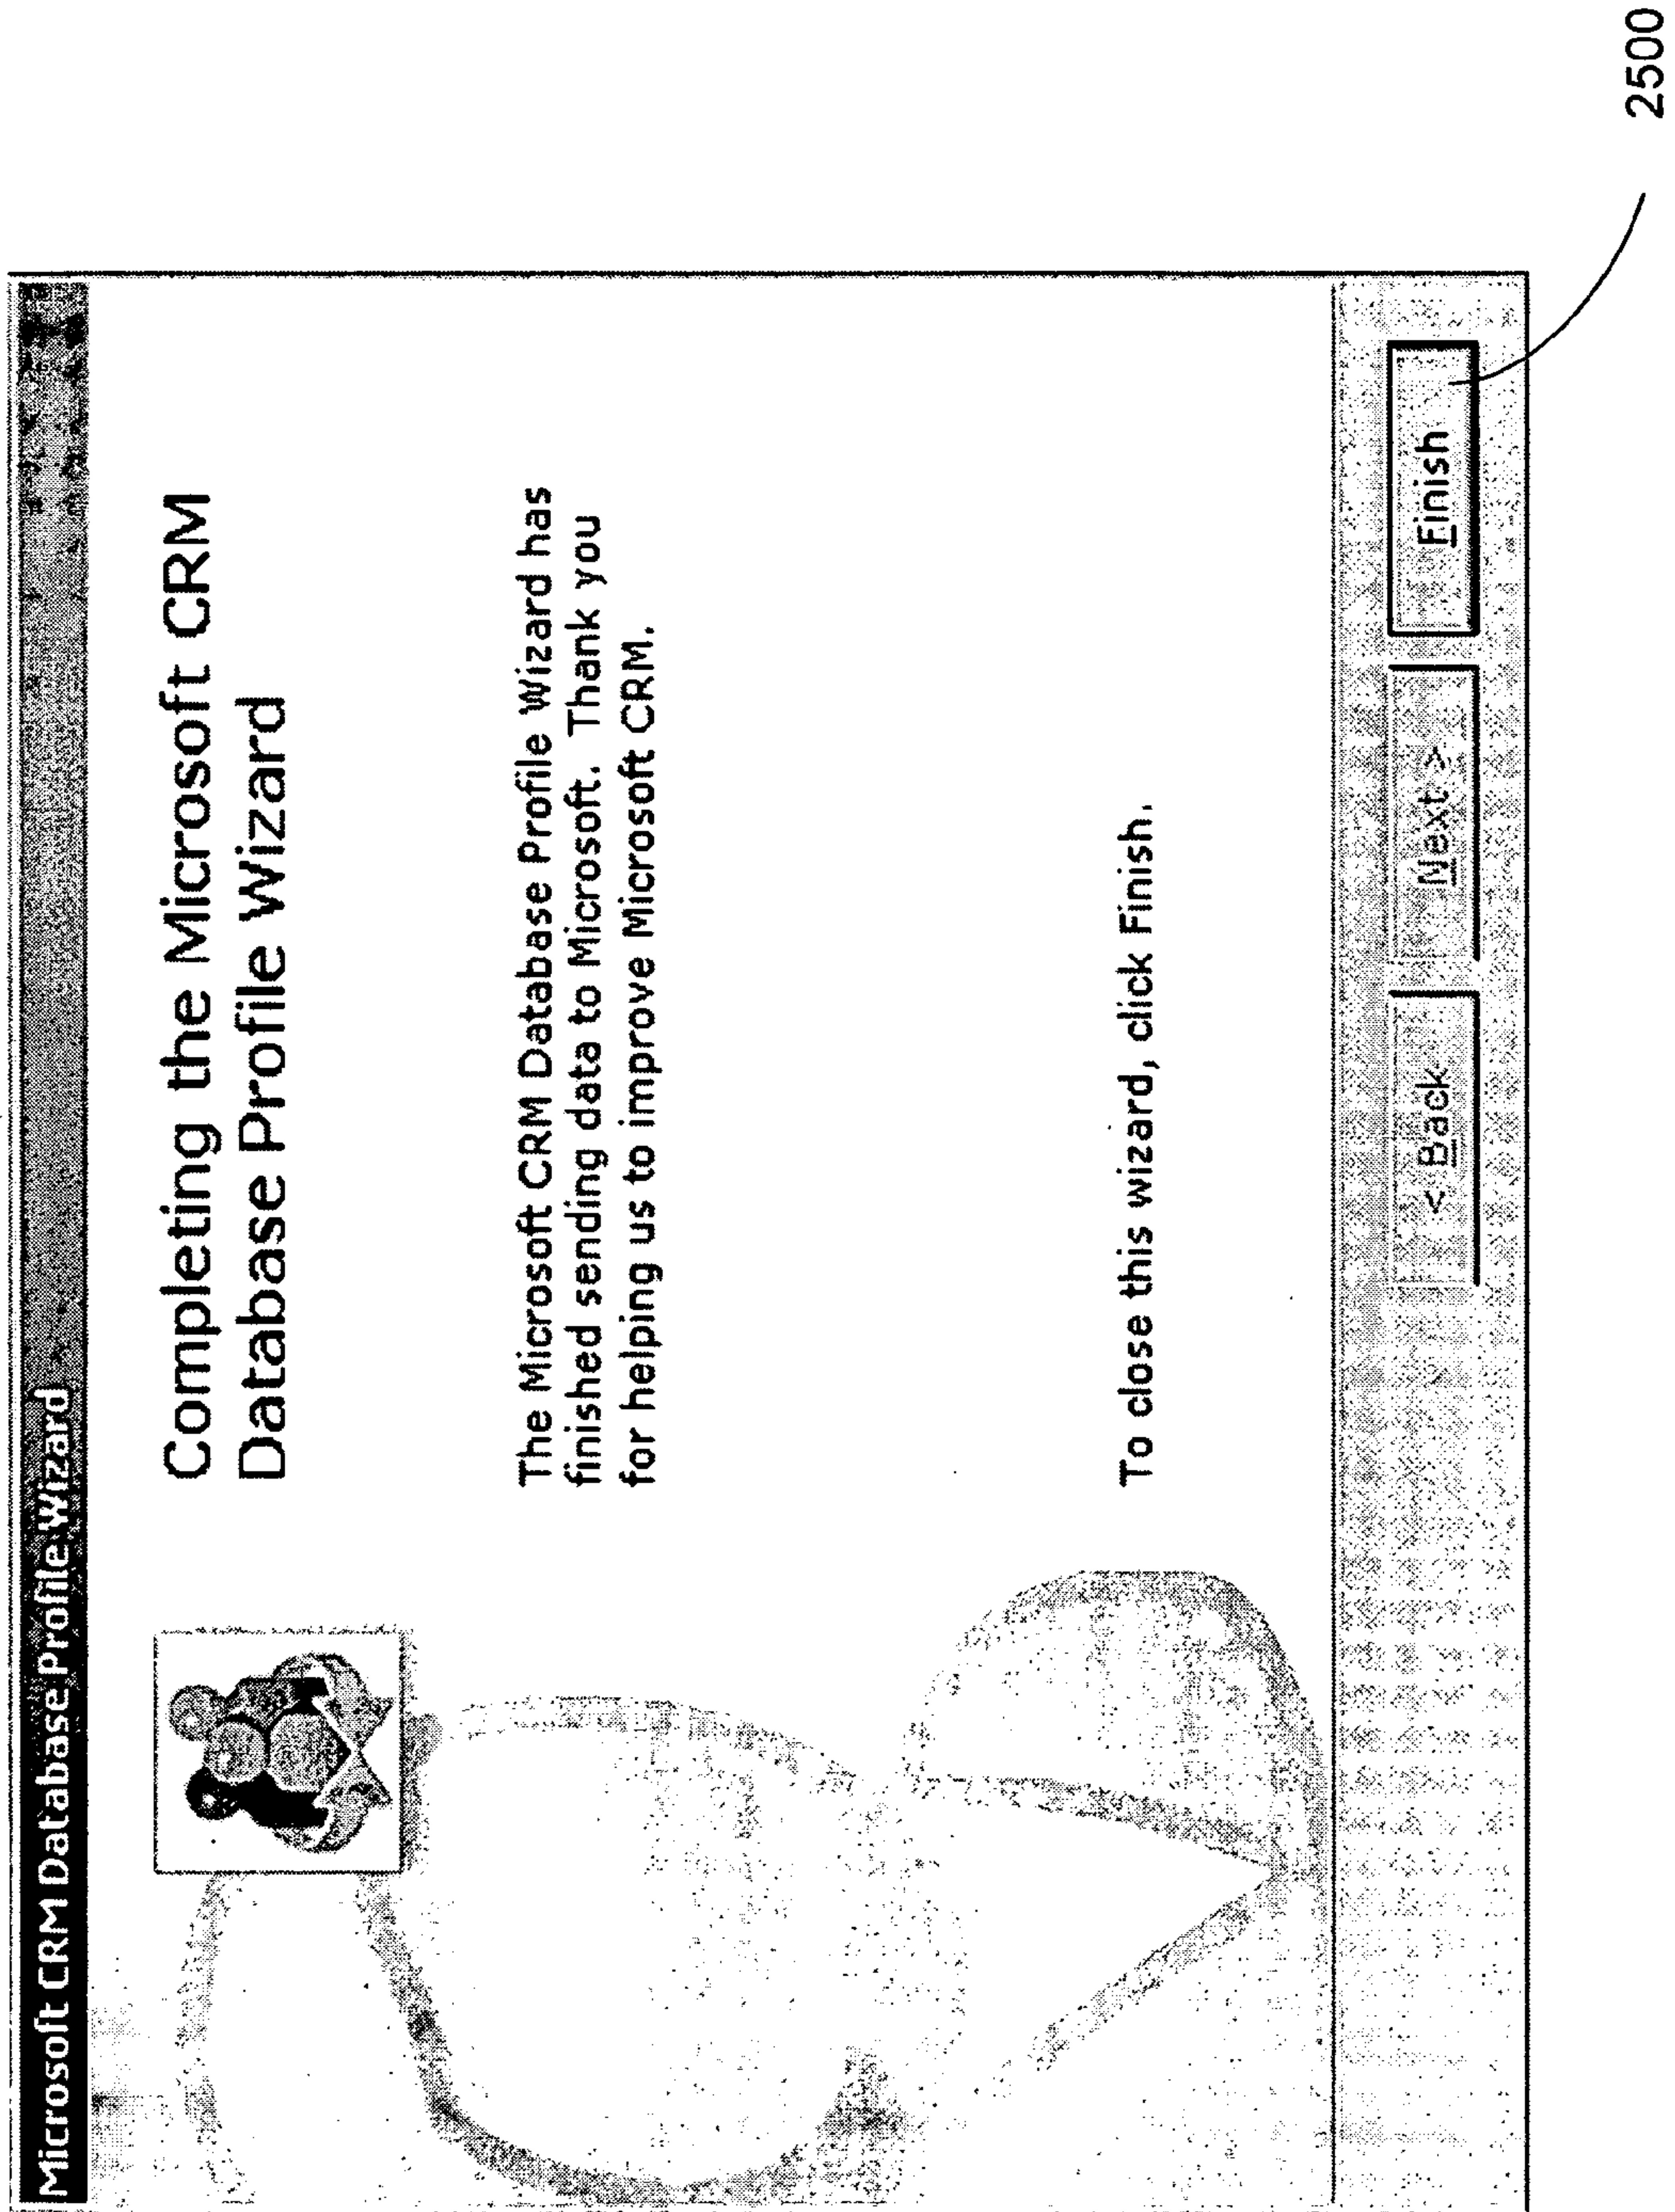 Microsoft CRM Database Profile Wizard
Completing the Microsoft CRM
Database Profile Wizard
The Microsoft CRM Database Profile Wizard has
finished sending data to Microsoft. Thank you
for helping us to improve Microsoft CRM.
To close this wizard, click Finish.
< Back
Next >
Finish
2500